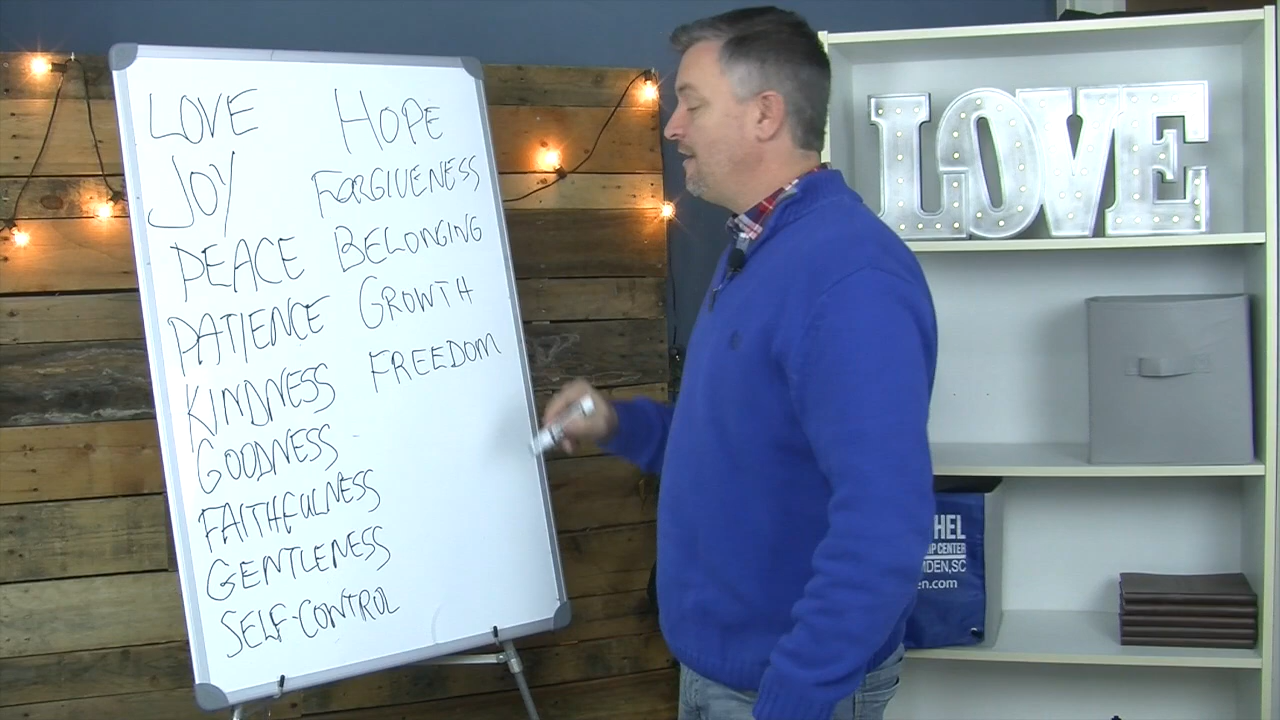 LOVE
JOY
PEACE
PATIENCE
KINDNESS
GOODNESS
FAITHFULNESS
GENTLENESS
SELF-CONTROL
HOPE
FORGIVENESS
BELONGING
GROWTH
FREEDOM
LOVE